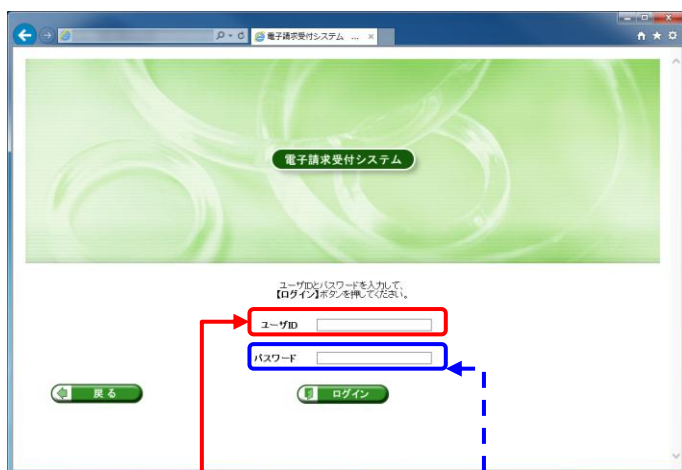 電子請求受付システム ... ×
電子請求受付システム
ユーザIDとパスワードを入力して、
【ログイン】ボタンを押してください。
ユーザID
パスワード
戻る
ログイン